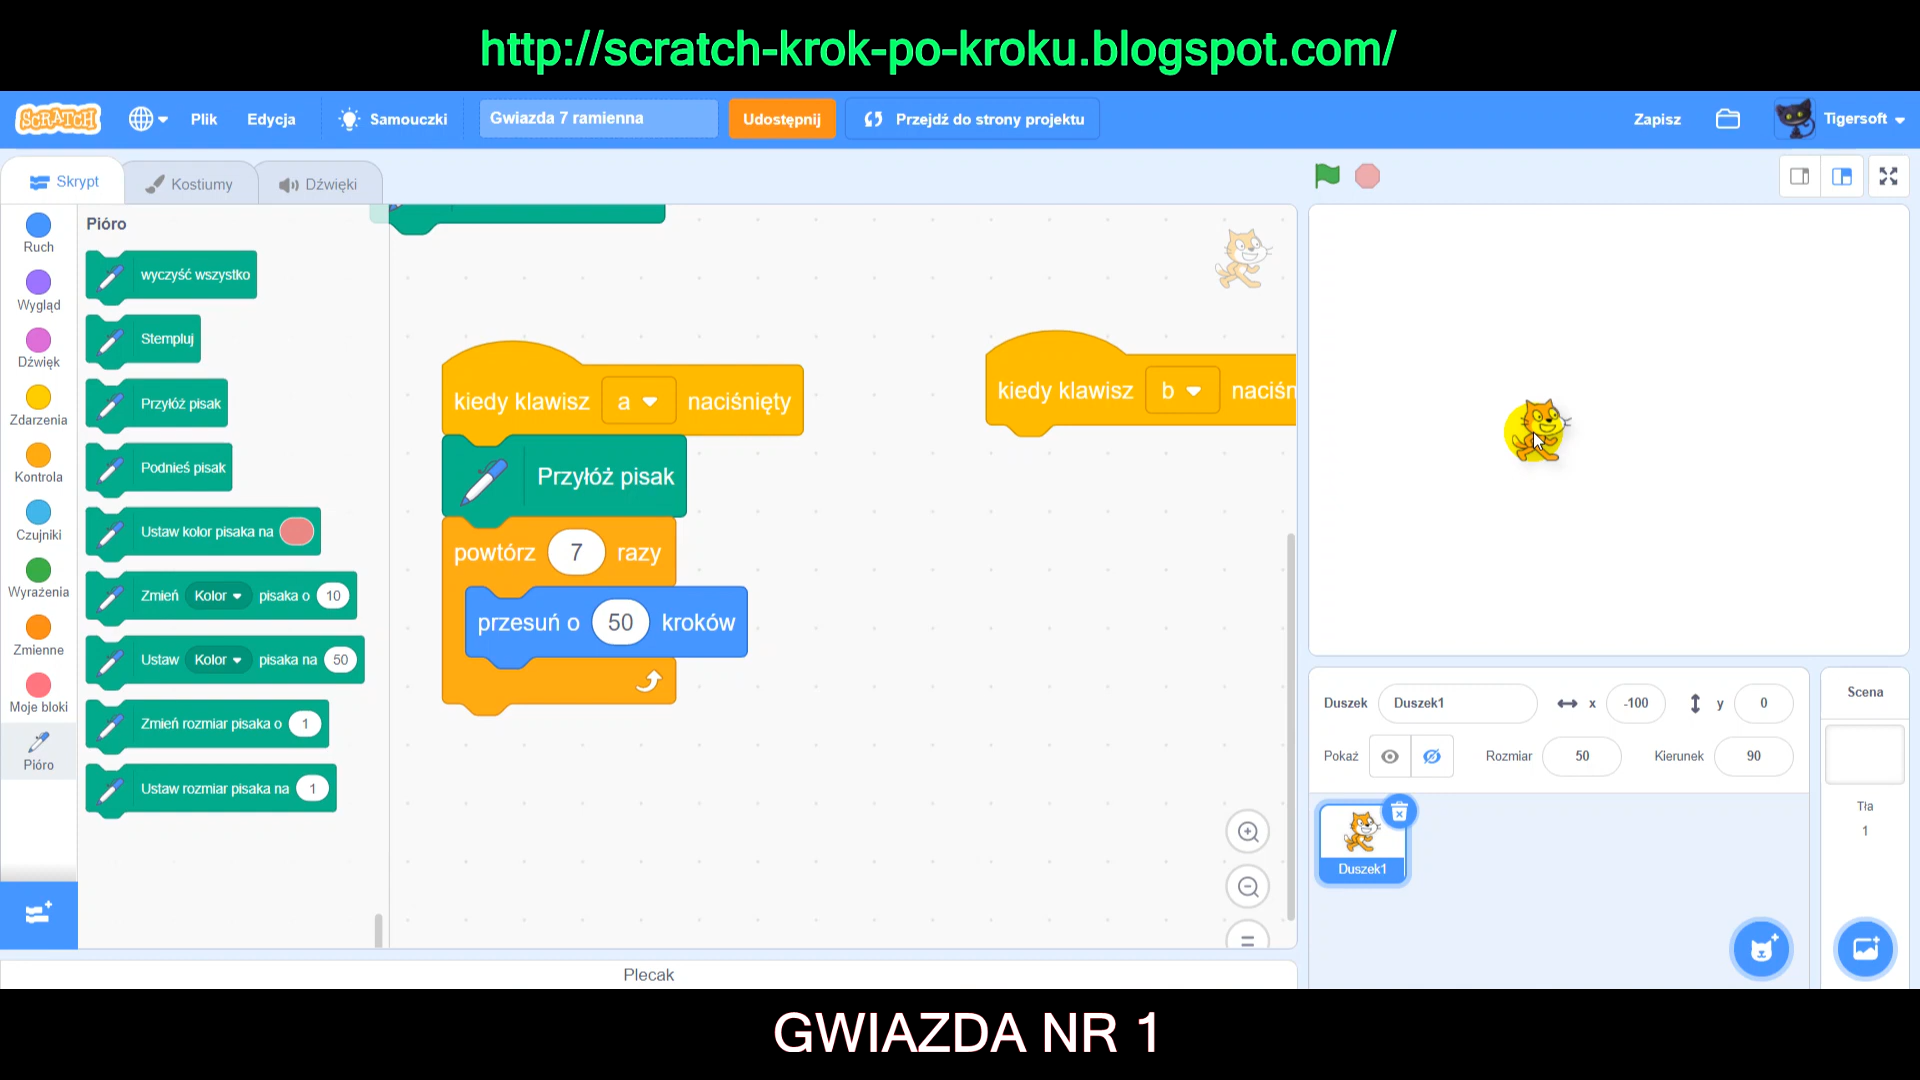 http://scratch-krok-po-kroku.blogspot.com/
SCRATCH
Plik
Edycja
Samouczki
Gwiazda 7 ramienna
Udostępnij
Przejdź do strony projektu
Zapisz
Tigersoft
Skrypt
Kostiumy
Dźwięki
Ruch
Wygląd
Dźwięk
Zdarzenia
Kontrola
Czujniki
Wyrażenia
Zmienne
Moje bloki
Pióro
Pióro
wyczyść wszystko
Stempluj
Przyłóż pisak
Podnieś pisak
Ustaw kolor pisaka na
Zmień Kolor pisaka o 10
Ustaw Kolor pisaka na 50
Zmień rozmiar pisaka o 1
Ustaw rozmiar pisaka na 1
kiedy klawisz a naciśnięty
Przyłóż pisak
powtórz 7 razy
przesuń o 50 kroków
kiedy klawisz b naciśn
Duszek Duszek1 x -100 y 0
Pokaż Rozmiar 50 Kierunek 90
Duszek1
Scena
Tła
1
Plecak
GWIAZDA NR 1